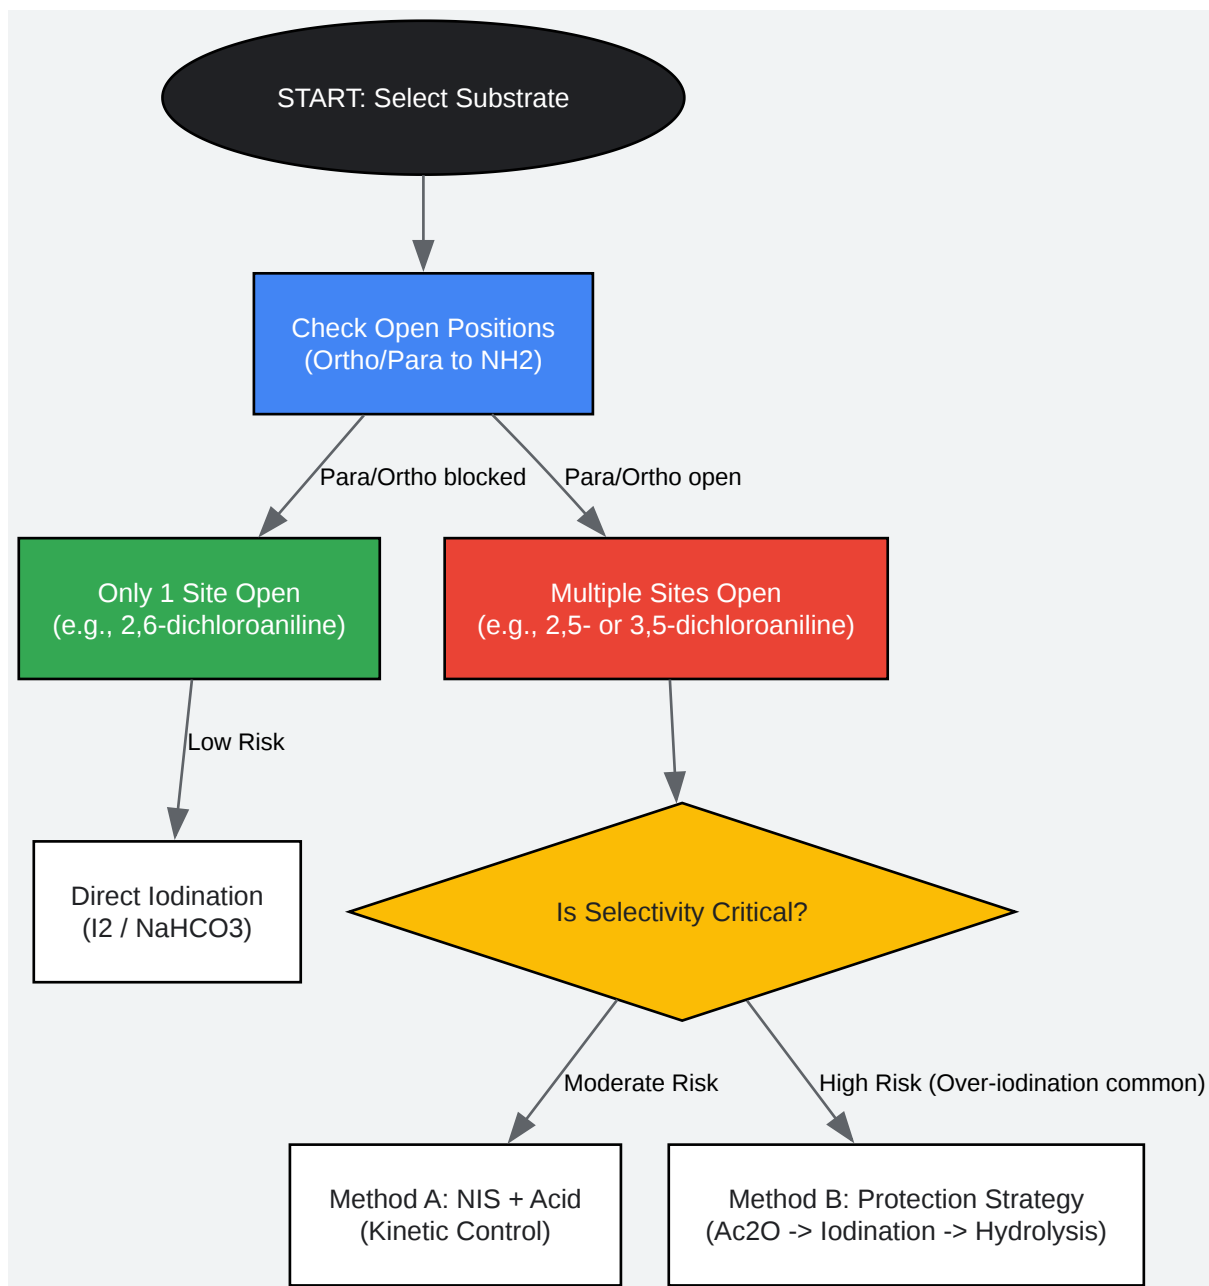 START: Select Substrate
Check Open Positions
(Ortho/Para to NH2)
Para/Ortho blocked
Para/Ortho open
Only 1 Site Open
(e.g., 2,6-dichloroaniline)
Multiple Sites Open
(e.g., 2,5- or 3,5-dichloroaniline)
Low Risk
Direct Iodination
(I2 / NaHCO3)
Is Selectivity Critical?
Moderate Risk
High Risk (Over-iodination common)
Method A: NIS + Acid
(Kinetic Control)
Method B: Protection Strategy
(Ac2O -> Iodination -> Hydrolysis)